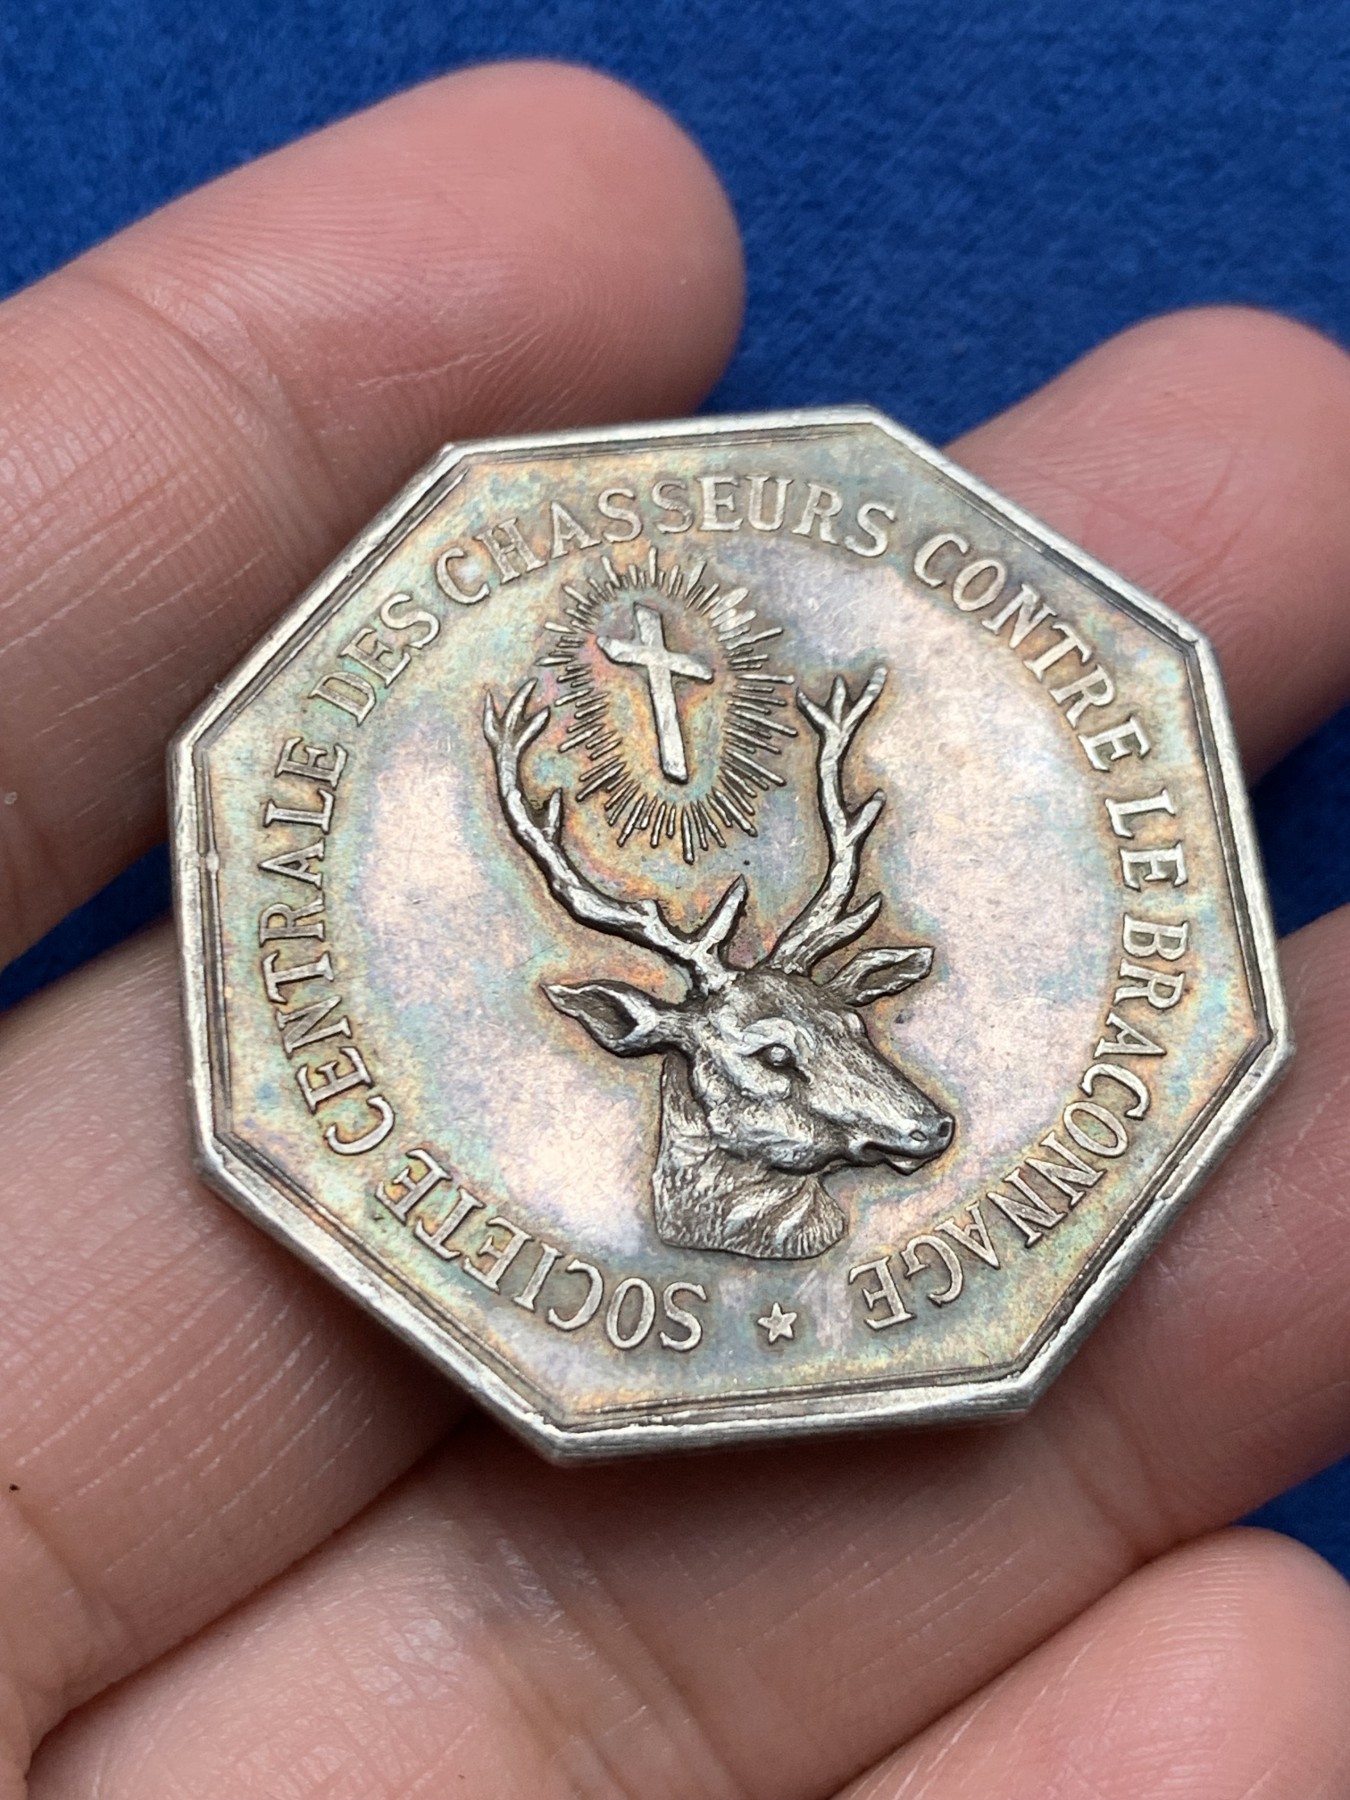 SOCIETE CENTRALE DES CHASSEURS CONTRE LE BRACONNAGE